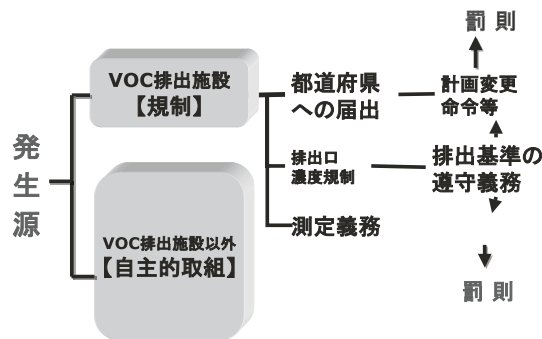 発
生
源
VOC排出施設
【規制】
VOC排出施設以外
【自主的取組】
都道府県
への届出
排出口
濃度規制
測定義務
罰則
計画変更
命令等
排出基準の
遵守義務
罰則